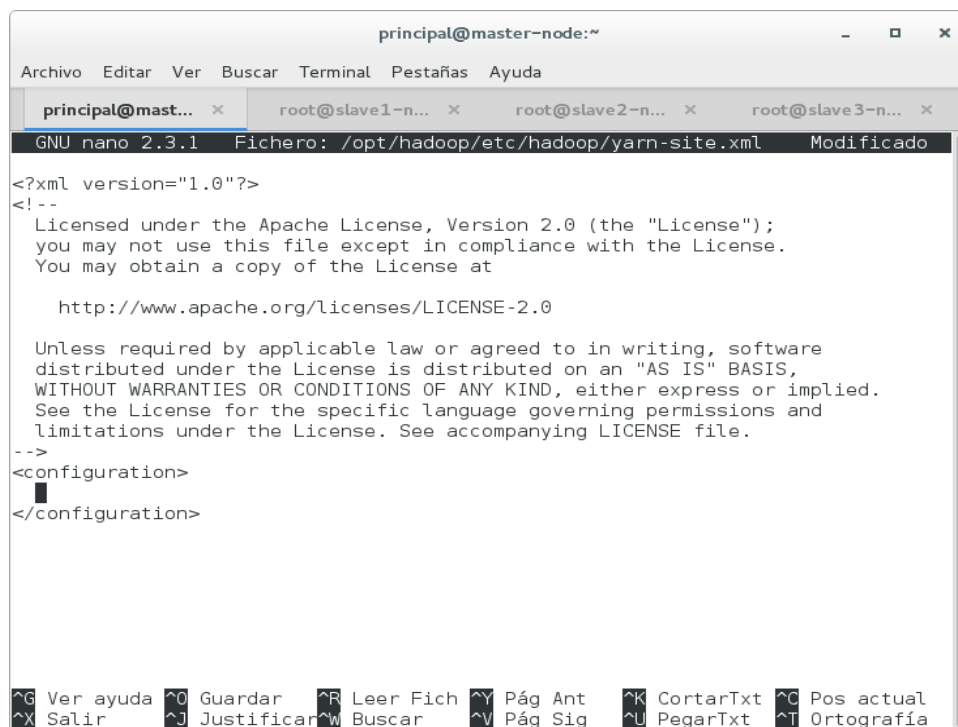 principal@master-node:~
Archivo Editar Ver Buscar Terminal Pestañas Ayuda
principal@mast... × root@slave1-n... × root@slave2-n... × root@slave3-n... ×
GNU nano 2.3.1 Fichero: /opt/hadoop/etc/hadoop/yarn-site.xml Modificado
<?xml version="1.0"?>
<!--
Licensed under the Apache License, Version 2.0 (the "License");
you may not use this file except in compliance with the License.
You may obtain a copy of the License at
http://www.apache.org/licenses/LICENSE-2.0
Unless required by applicable law or agreed to in writing, software
distributed under the License is distributed on an "AS IS" BASIS,
WITHOUT WARRANTIES OR CONDITIONS OF ANY KIND, either express or implied.
See the License for the specific language governing permissions and
limitations under the License. See accompanying LICENSE file.
-->
<configuration>
</configuration>
^G Ver ayuda ^O Guardar ^R Leer Fich ^Y Pág Ant ^K CortarTxt ^C Pos actual
^X Salir ^J Justificar ^W Buscar ^V Pág Sig ^U PegarTxt ^T Ortografía